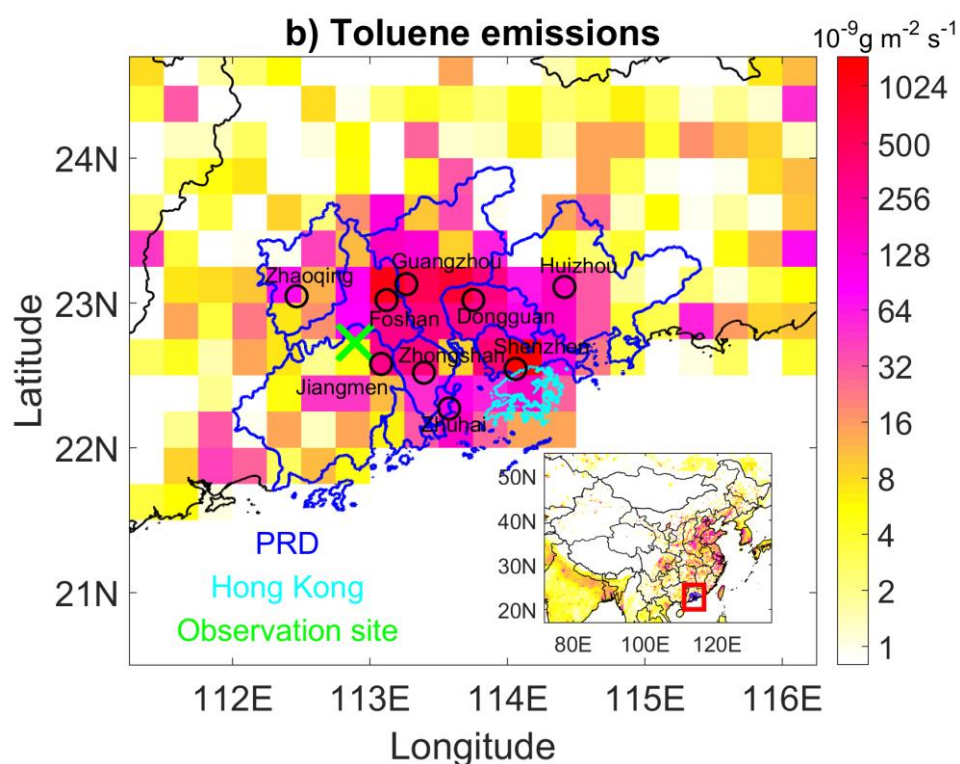 b) Toluene emissions
10⁻⁹g m⁻² s⁻¹
1024
500
256
128
64
32
16
8
4
2
1
Latitude
24N
23N
22N
21N
Zhaoqing
Guangzhou
Huizhou
Foshan
Dongguan
Zhongshan
Shenzhen
Jiangmen
Zhuhai
PRD
Hong Kong
Observation site
50N
40N
30N
20N
80E
100E
120E
112E
113E
114E
115E
116E
Longitude